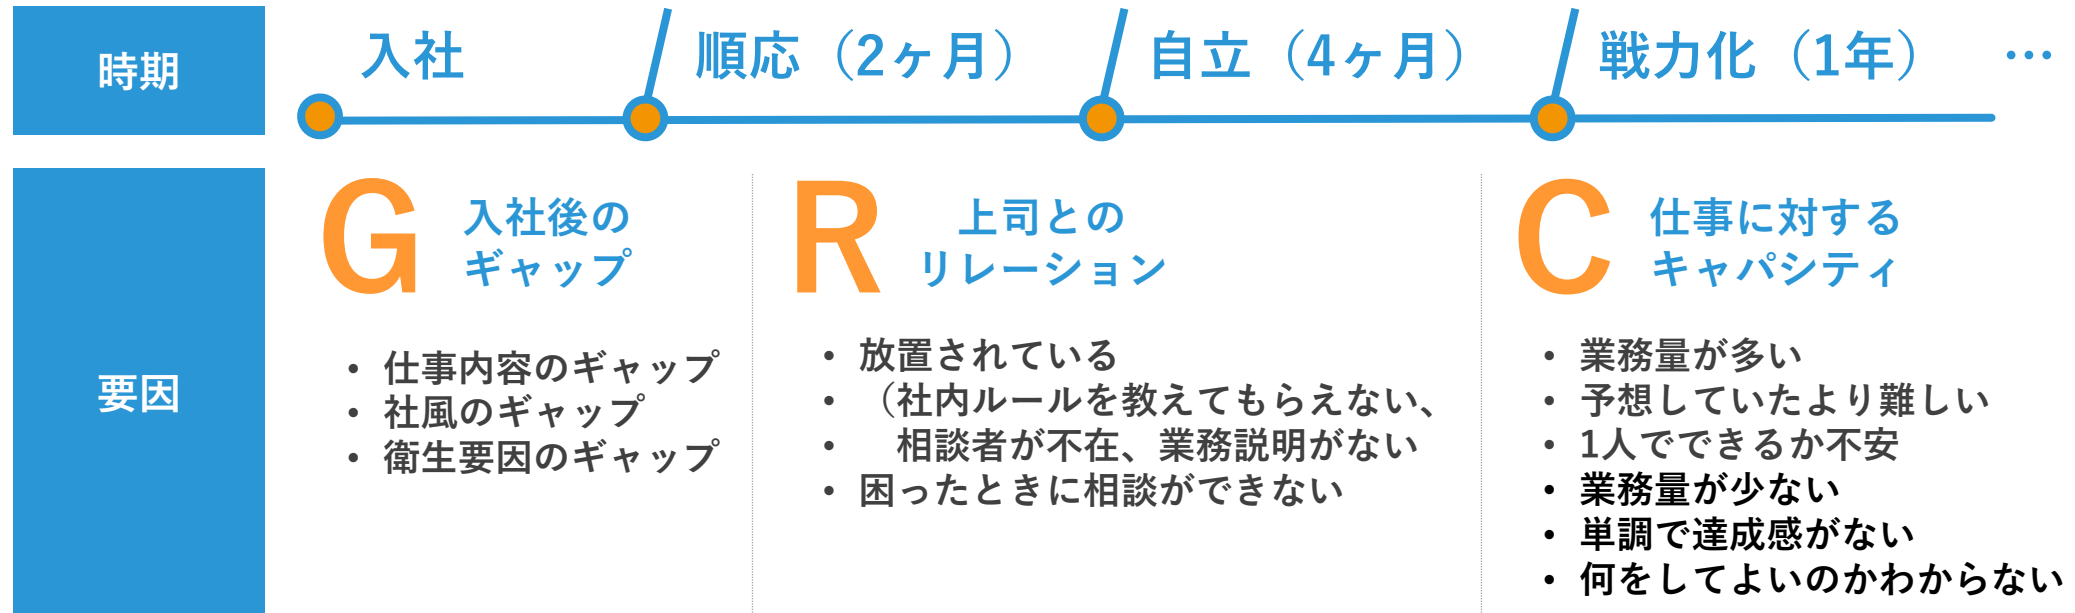 時期
入社
順応（2ヶ月）
自立（4ヶ月）
戦力化（1年）
…
要因
G
入社後の
ギャップ
・ 仕事内容のギャップ
・ 社風のギャップ
・ 衛生要因のギャップ
R
上司との
リレーション
・ 放置されている
・ （社内ルールを教えてもらえない、
・ 　相談者が不在、業務説明がない
・ 困ったときに相談ができない
C
仕事に対する
キャパシティ
・ 業務量が多い
・ 予想していたより難しい
・ 1人でできるか不安
・ 業務量が少ない
・ 単調で達成感がない
・ 何をしてよいのかわからない